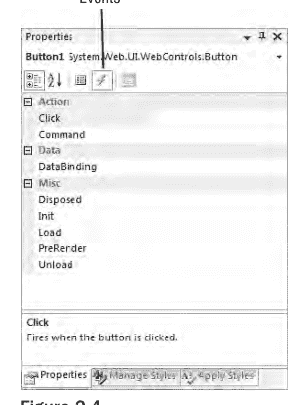 Events
Properties
Button1 System.Web.UI.WebControls.Button
Action
Click
Command
Data
DataBinding
Misc
Disposed
Init
Load
PreRender
Unload
Click
Fires when the button is clicked.
Properties Manage Styles Apply Styles
Figure 2-4